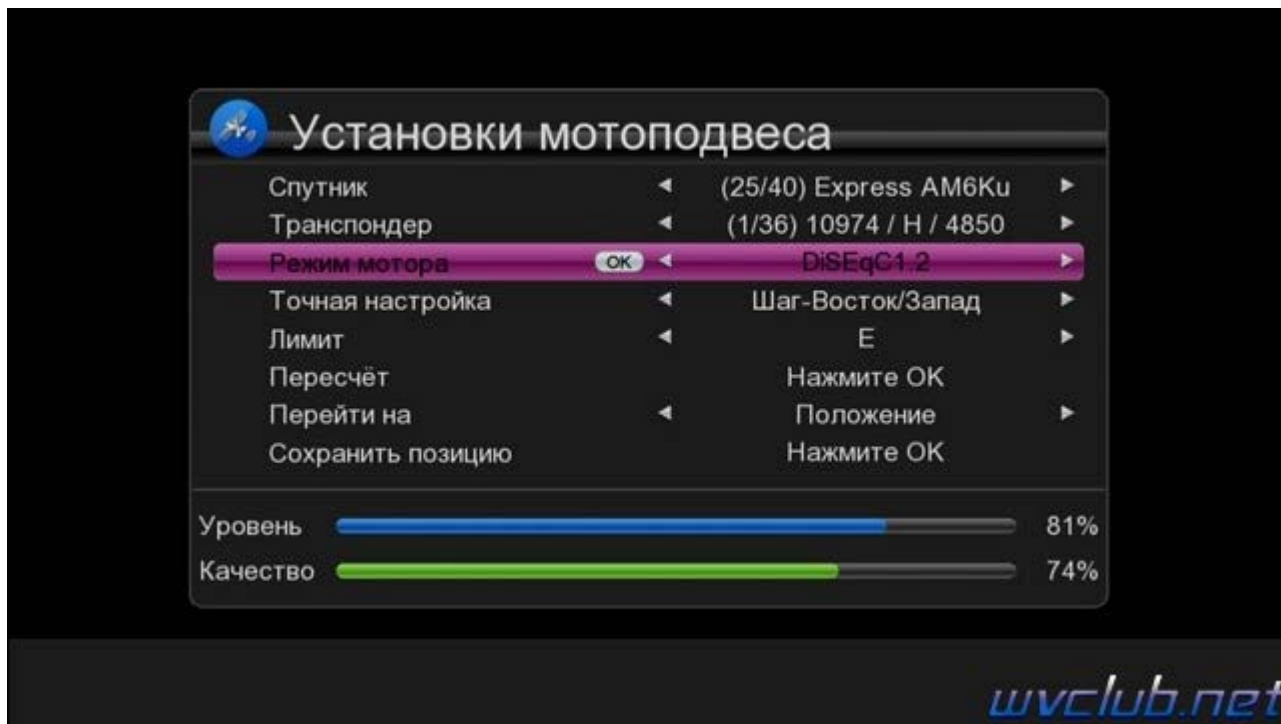 Установки мотоподвеса
Спутник (25/40) Express AM6Ku
Транспондер (1/36) 10974 / H / 4850
Режим мотора OK DiSEqC1.2
Точная настройка Шаг-Восток/Запад
Лимит E
Пересчёт Нажмите OK
Перейти на Положение
Сохранить позицию Нажмите OK
Уровень 81%
Качество 74%
wvclub.net